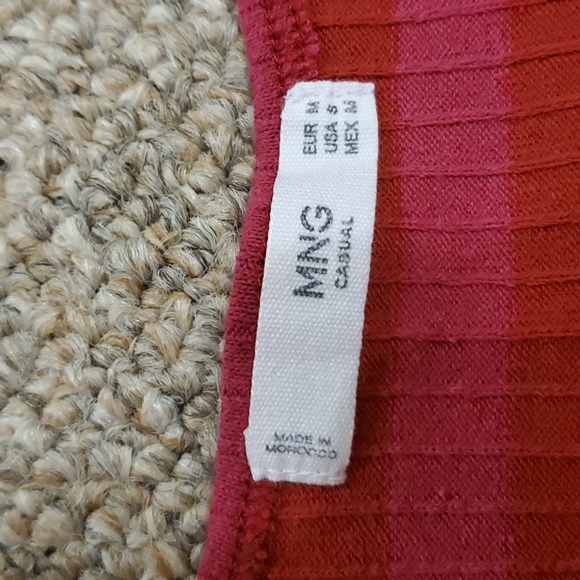 EUR M
USA S
MEX M
MNG
CASUAL
MADE IN
MOROCCO